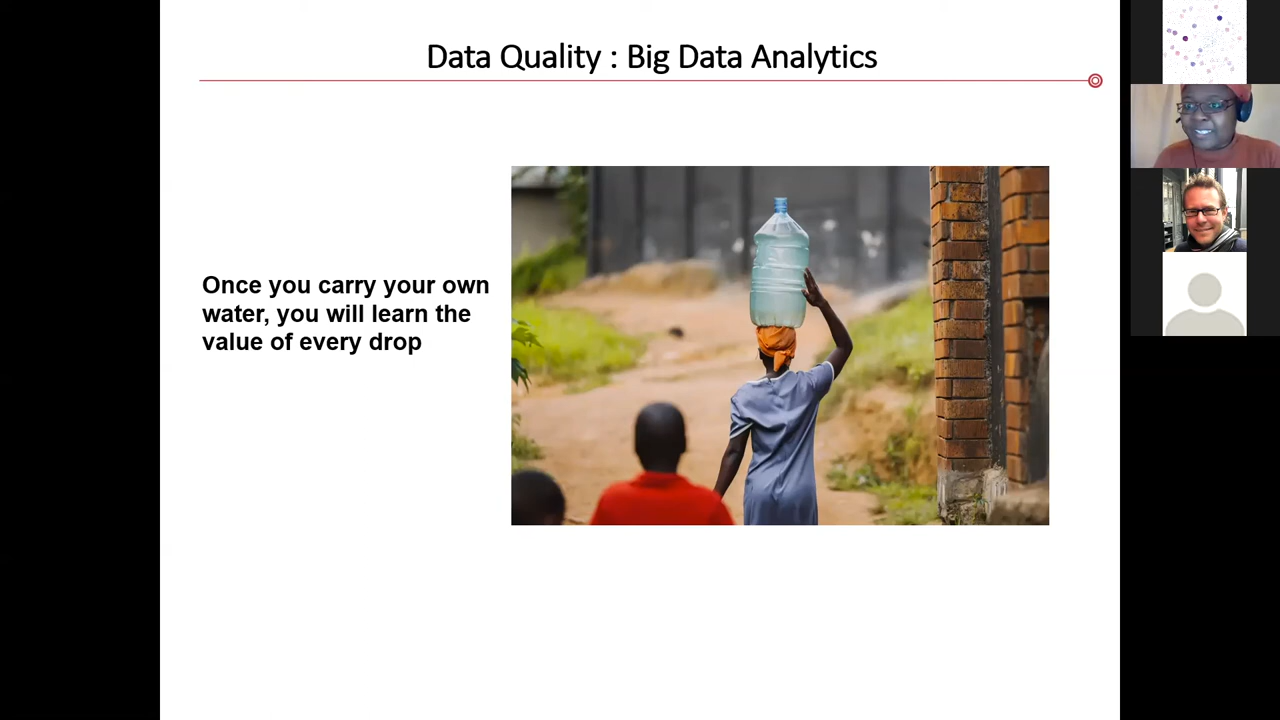 Data Quality : Big Data Analytics
Once you carry your own
water, you will learn the
value of every drop